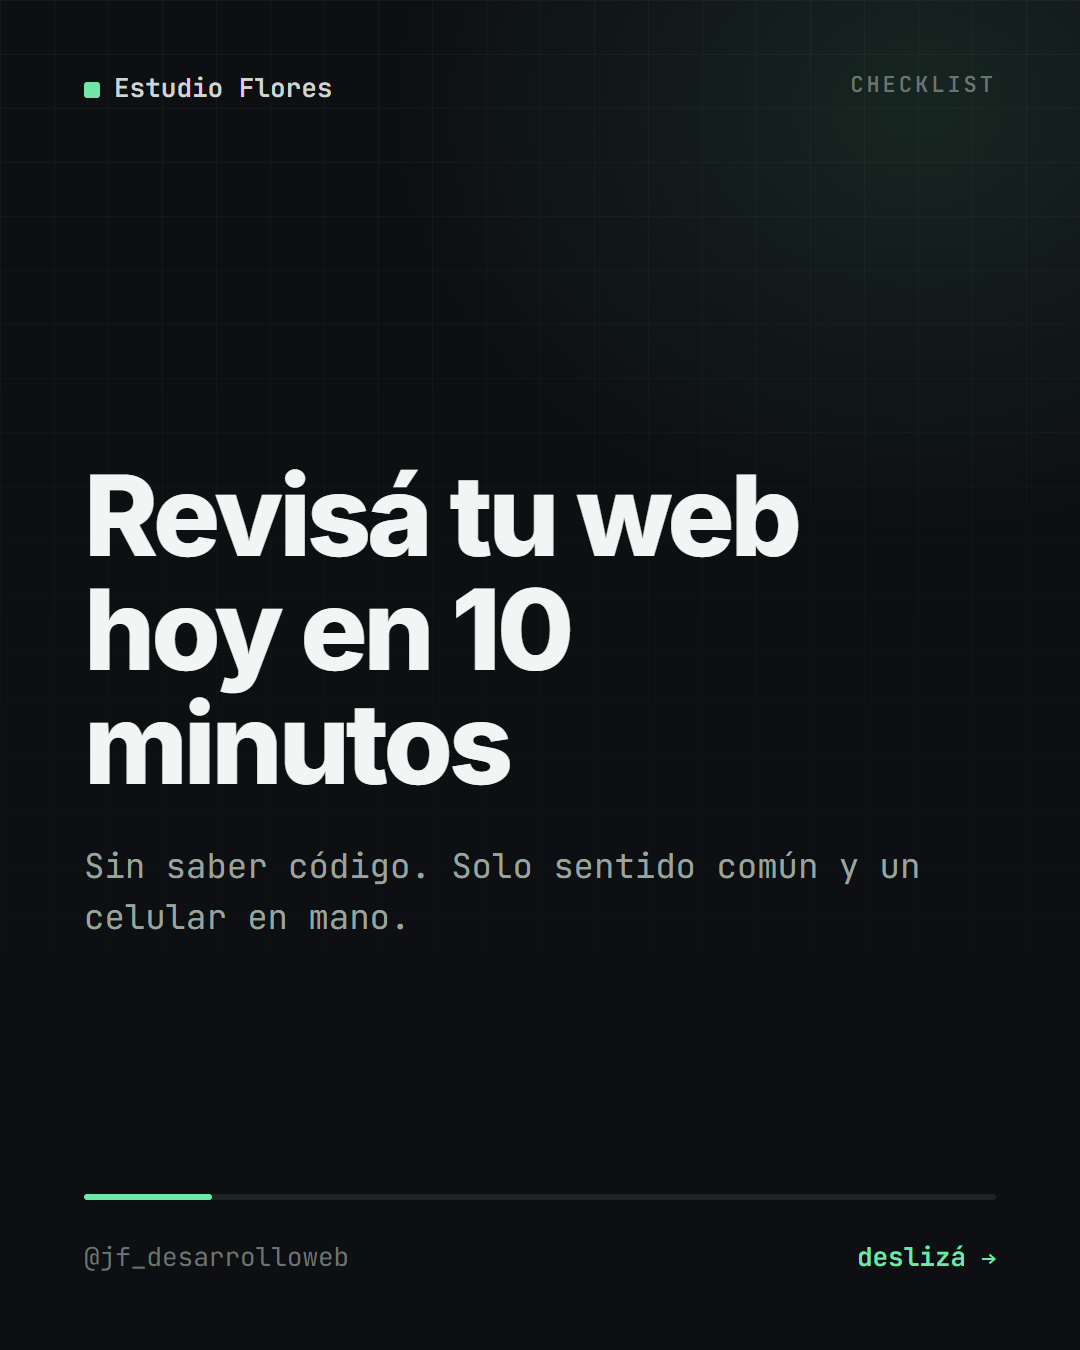 Estudio Flores
CHECKLIST
Revisá tu web
hoy en 10
minutos
Sin saber código. Solo sentido común y un
celular en mano.
@jf_desarrolloweb
deslizá →